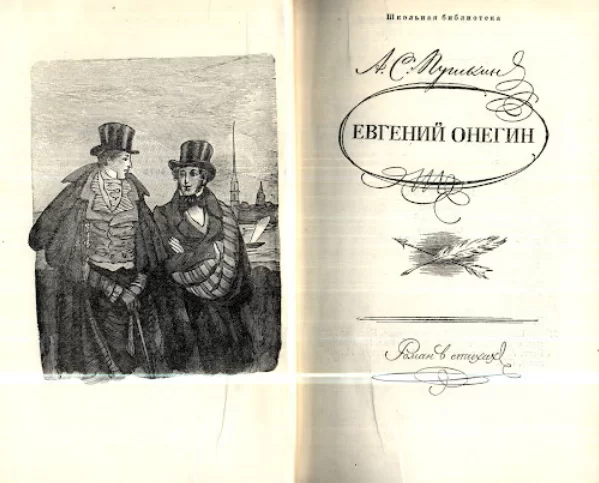 Школьная библиотека
А. С. Пушкин
ЕВГЕНИЙ ОНЕГИН
Роман в стихах